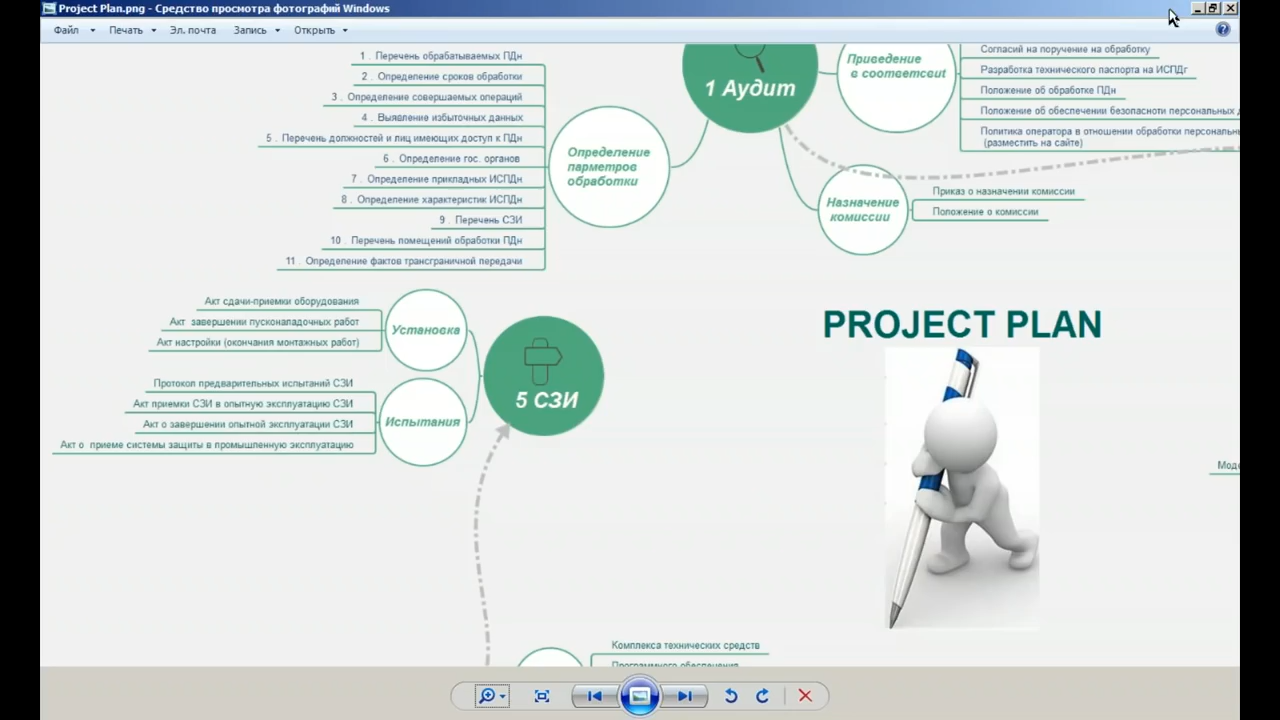 Project Plan.png - Средство просмотра фотографий Windows
Файл
Печать
Эл. почта
Запись
Открыть
1 . Перечень обрабатываемых ПДн
2 . Определение сроков обработки
3 . Определение совершаемых операций
4 . Выявление избыточных данных
5 . Перечень должностей и лиц имеющих доступ к ПДн
6 . Определение гос. органов
7 . Определение прикладных ИСПДн
8 . Определение характеристик ИСПДн
9 . Перечень СЗИ
10 . Перечень помещений обработки ПДн
11 . Определение фактов трансграничной передачи
Определение
парметров
обработки
1 Аудит
Приведение
в соответсвит
Согласий на поручение на обработку
Разработка технического паспорта на ИСПДг
Положение об обработке ПДн
Положение об обеспечении безопасноти персональных д
Политика оператора в отношении обработки персональнь
(разместить на сайте)
Назначение
комиссии
Приказ о назначении комиссии
Положение о комиссии
Акт сдачи-приемки оборудования
Акт завершении пусконападочных работ
Акт настройки (окончания монтажных работ)
Установка
Протокол предварительных испытаний СЗИ
Акт приемки СЗИ в опытную эксплуатацию СЗИ
Акт о завершении опытной эксплуатации СЗИ
Акт о приеме системы защиты в промышленную эксплуатацию
Испытания
5 СЗИ
PROJECT PLAN
Моде
Комплекса технических средств
Программного обеспечения